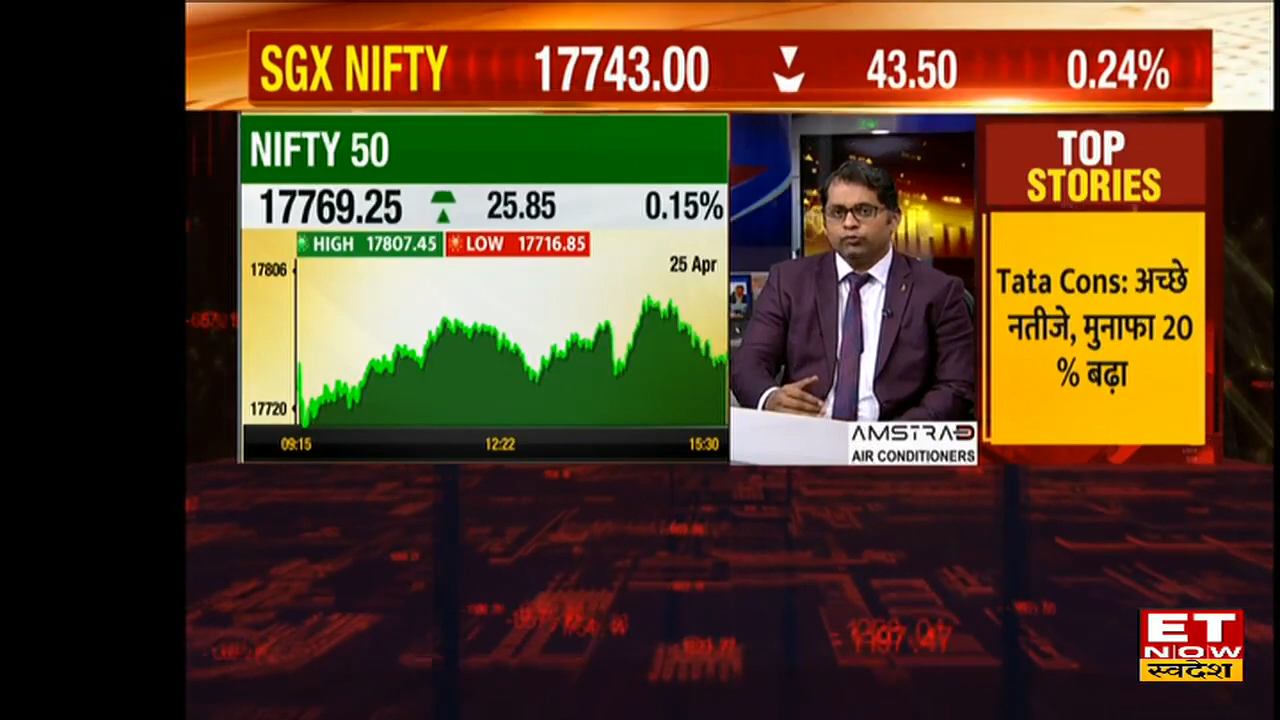 SGX NIFTY 17743.00 43.50 0.24%
NIFTY 50
17769.25 25.85 0.15%
HIGH 17807.45 LOW 17716.85
25 Apr
17806
17720
09:15 12:22 15:30
AMSTRAD
AIR CONDITIONERS
TOP
STORIES
Tata Cons: अच्छे
नतीजे, मुनाफा 20
% बढ़ा
ET
NOW
स्वदेश